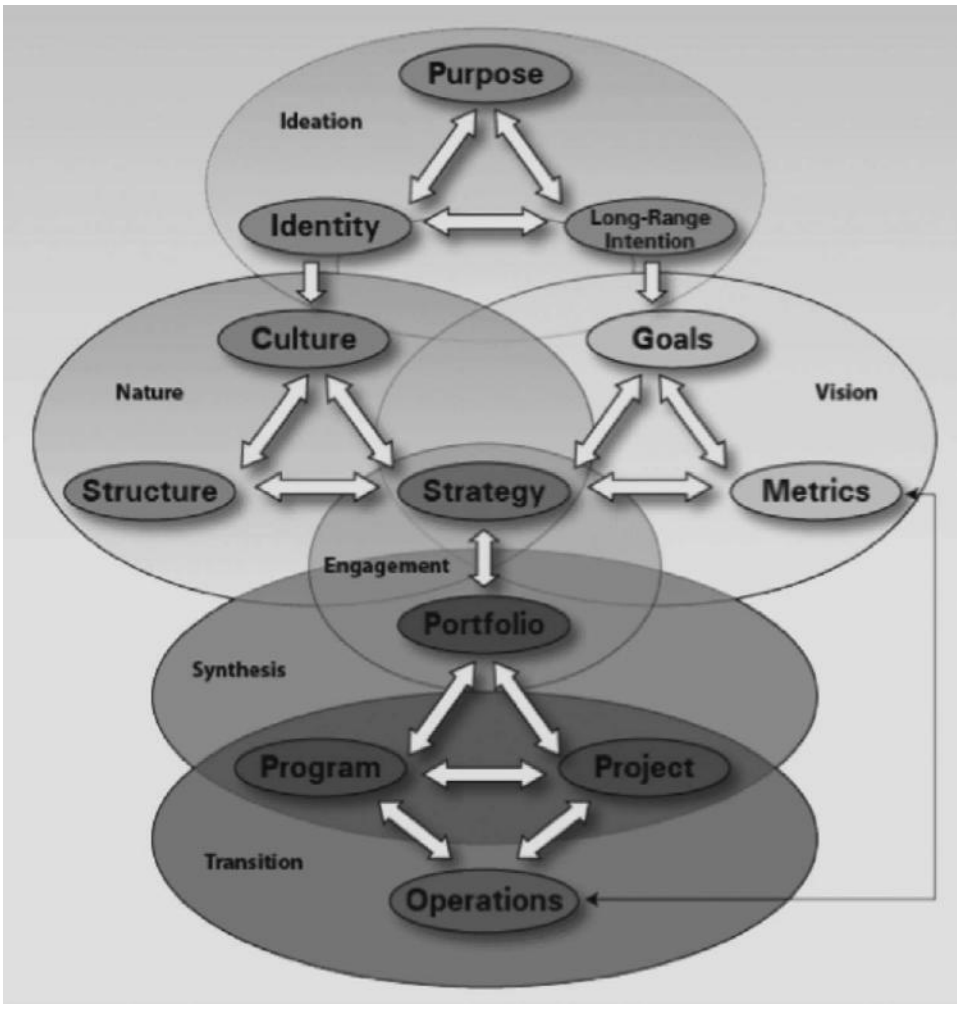 Purpose
Ideation
Identity
Long-Range
Intention
Culture
Goals
Nature
Vision
Structure
Strategy
Metrics
Engagement
Portfolio
Synthesis
Program
Project
Transition
Operations